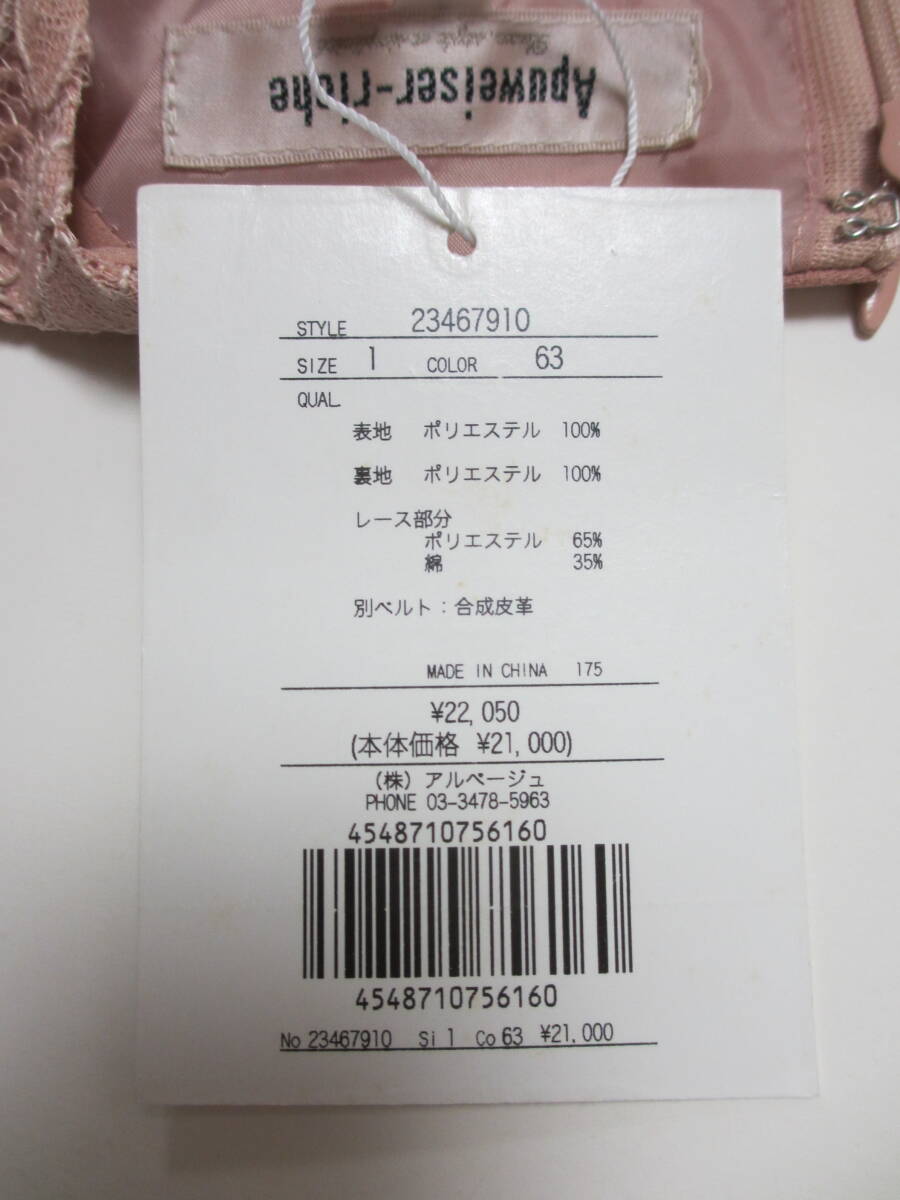 Apuweiser-riche
STYLE 23467910
SIZE 1 COLOR 63
QUAL
表地 ポリエステル 100%
裏地 ポリエステル 100%
レース部分
ポリエステル 65%
綿 35%
別ベルト:合成皮革
MADE IN CHINA 175
¥22,050
(本体価格 ¥21,000)
(株) アルページュ
PHONE 03-3478-5963
4548710756160
4548710756160
No 23467910 Si 1 Co 63 ¥21,000